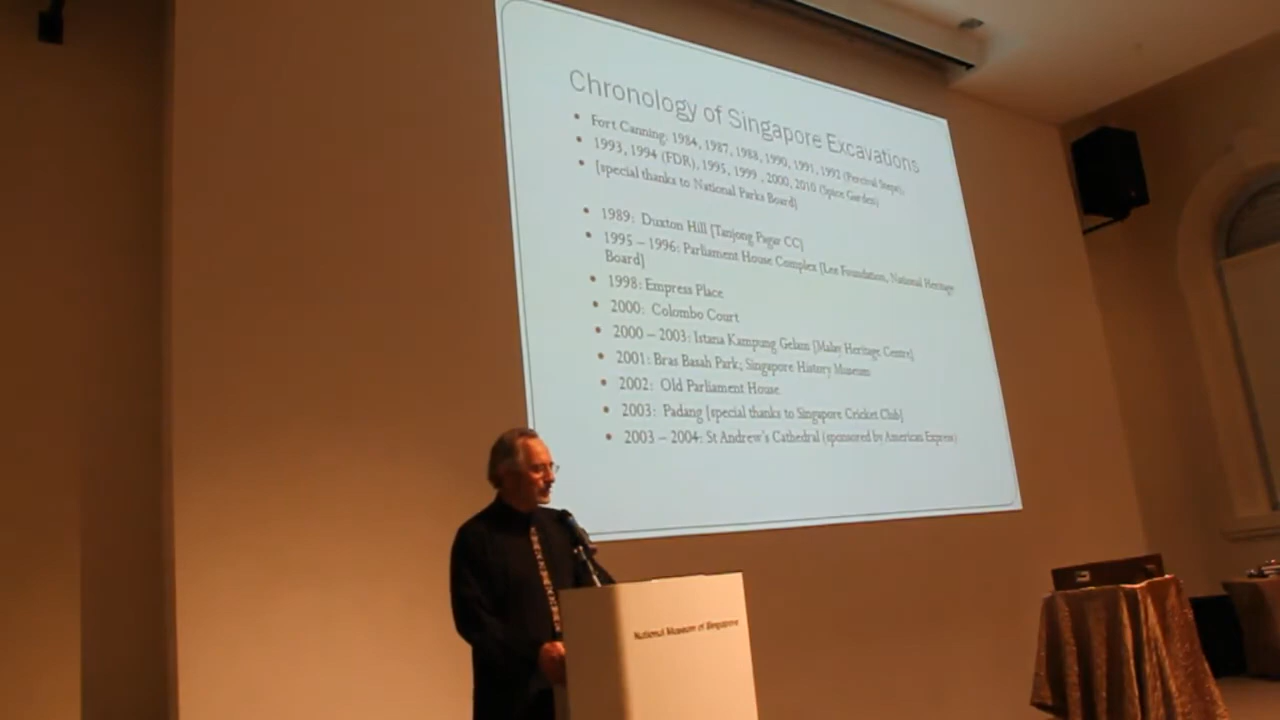 Chronology of Singapore Excavations
• Fort Canning: 1984, 1987, 1988, 1990, 1991, 1992 (Percival Steps),
• 1993, 1994 (FDR), 1995, 1999 , 2000, 2010 (Spice Garden)
• [special thanks to National Parks Board]
• 1989: Duxton Hill [Tanjong Pagar CC]
• 1995 – 1996: Parliament House Complex [Lee Foundation, National Heritage
Board]
• 1998: Empress Place
• 2000: Colombo Court
• 2000 – 2003: Istana Kampung Gelam [Malay Heritage Centre]
• 2001: Bras Basah Park; Singapore History Museum
• 2002: Old Parliament House
• 2003: Padang [special thanks to Singapore Cricket Club]
• 2003 – 2004: St Andrew's Cathedral (sponsored by American Express)
National Museum of Singapore